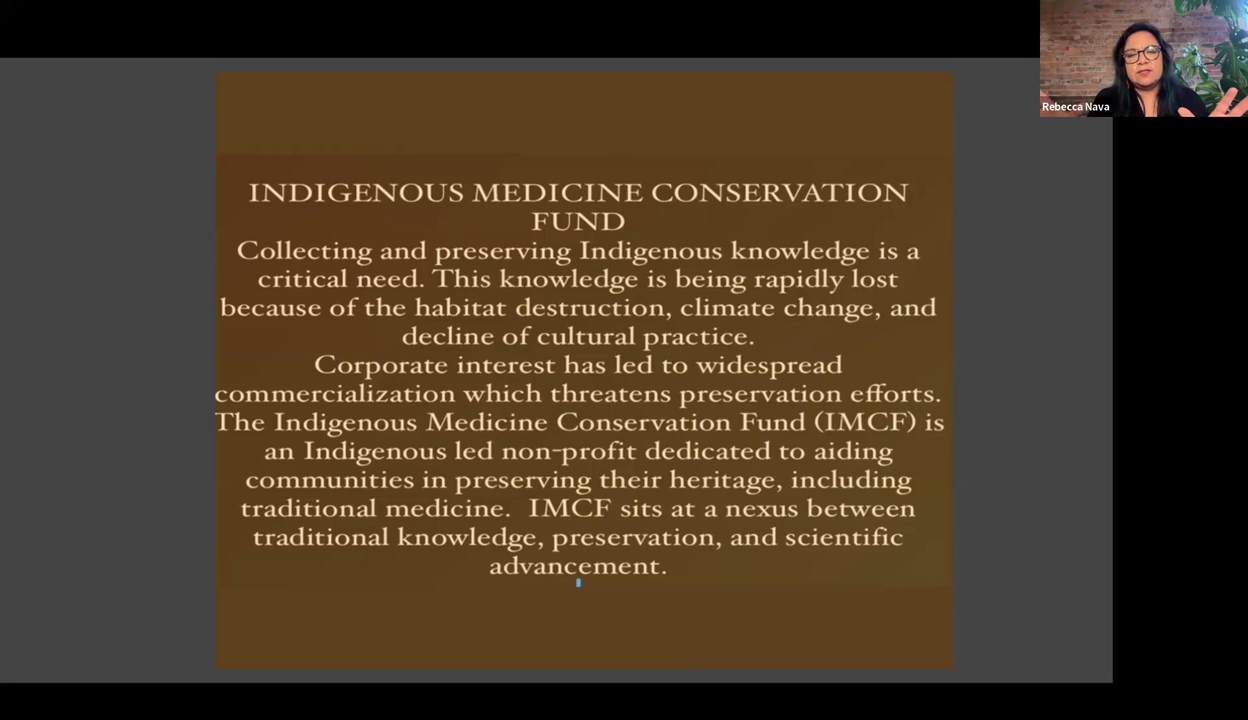 INDIGENOUS MEDICINE CONSERVATION
FUND
Collecting and preserving Indigenous knowledge is a
critical need. This knowledge is being rapidly lost
because of the habitat destruction, climate change, and
decline of cultural practice.
Corporate interest has led to widespread
commercialization which threatens preservation efforts.
The Indigenous Medicine Conservation Fund (IMCF) is
an Indigenous led non-profit dedicated to aiding
communities in preserving their heritage, including
traditional medicine.  IMCF sits at a nexus between
traditional knowledge, preservation, and scientific
advancement.
Rebecca Nava